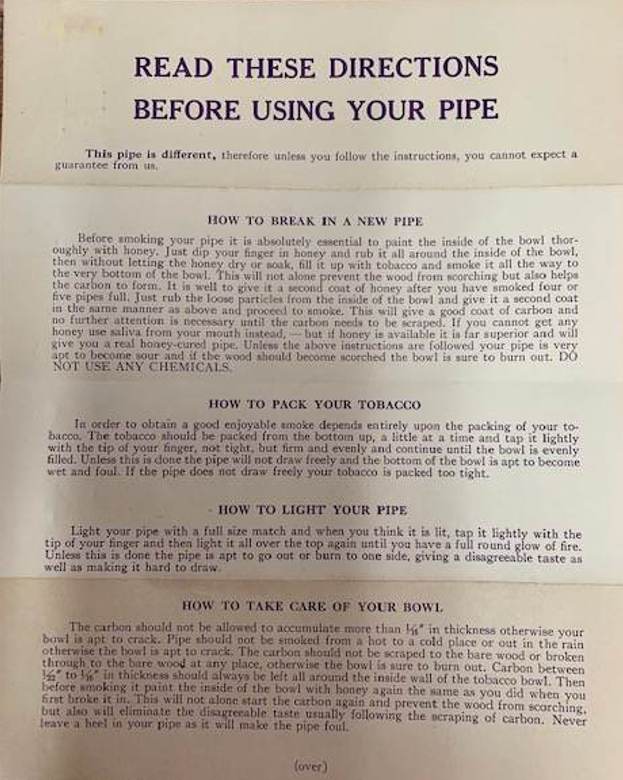 READ THESE DIRECTIONS
BEFORE USING YOUR PIPE
This pipe is different, therefore unless you follow the instructions, you cannot expect a
guarantee from us.
HOW TO BREAK IN A NEW PIPE
Before smoking your pipe it is absolutely essential to paint the inside of the bowl thor-
oughly with honey. Just dip your finger in honey and rub it all around the inside of the bowl,
then without letting the honey dry or soak, fill it up with tobacco and smoke it all the way to
the very bottom of the bowl. This will not alone prevent the wood from scorching but also helps
the carbon to form. It is well to give it a second coat of honey after you have smoked four or
five pipes full. Just rub the loose particles from the inside of the bowl and give it a second coat
in the same manner as above and proceed to smoke. This will give a good coat of carbon and
no further attention is necessary until the carbon needs to be scraped. If you cannot get any
honey use saliva from your mouth instead, — but if honey is available it is far superior and will
give you a real honey-cured pipe. Unless the above instructions are followed your pipe is very
apt to become sour and if the wood should become scorched the bowl is sure to burn out. DO
NOT USE ANY CHEMICALS.
HOW TO PACK YOUR TOBACCO
In order to obtain a good enjoyable smoke depends entirely upon the packing of your to-
bacco. The tobacco should be packed from the bottom up, a little at a time and tap it lightly
with the tip of your finger, not tight, but firm and evenly and continue until the bowl is evenly
filled. Unless this is done the pipe will not draw freely and the bottom of the bowl is apt to become
wet and foul. If the pipe does not draw freely your tobacco is packed too tight.
HOW TO LIGHT YOUR PIPE
Light your pipe with a full size match and when you think it is lit, tap it lightly with the
tip of your finger and then light it all over the top again until you have a full round glow of fire.
Unless this is done the pipe is apt to go out or burn to one side, giving a disagreeable taste as
well as making it hard to draw.
HOW TO TAKE CARE OF YOUR BOWL
The carbon should not be allowed to accumulate more than 1/16" in thickness otherwise your
bowl is apt to crack. Pipe should not be smoked from a hot to a cold place or out in the rain
otherwise the bowl is apt to crack. The carbon should not be scraped to the bare wood or broken
through to the bare wood at any place, otherwise the bowl is sure to burn out. Carbon between
1/32" to 1/16" in thickness should always be left all around the inside wall of the tobacco bowl. Then
before smoking it paint the inside of the bowl with honey again the same as you did when you
first broke it in. This will not alone start the carbon again and prevent the wood from scorching,
but also will eliminate the disagreeable taste usually following the scraping of carbon. Never
leave a heel in your pipe as it will make the pipe foul.
(over)